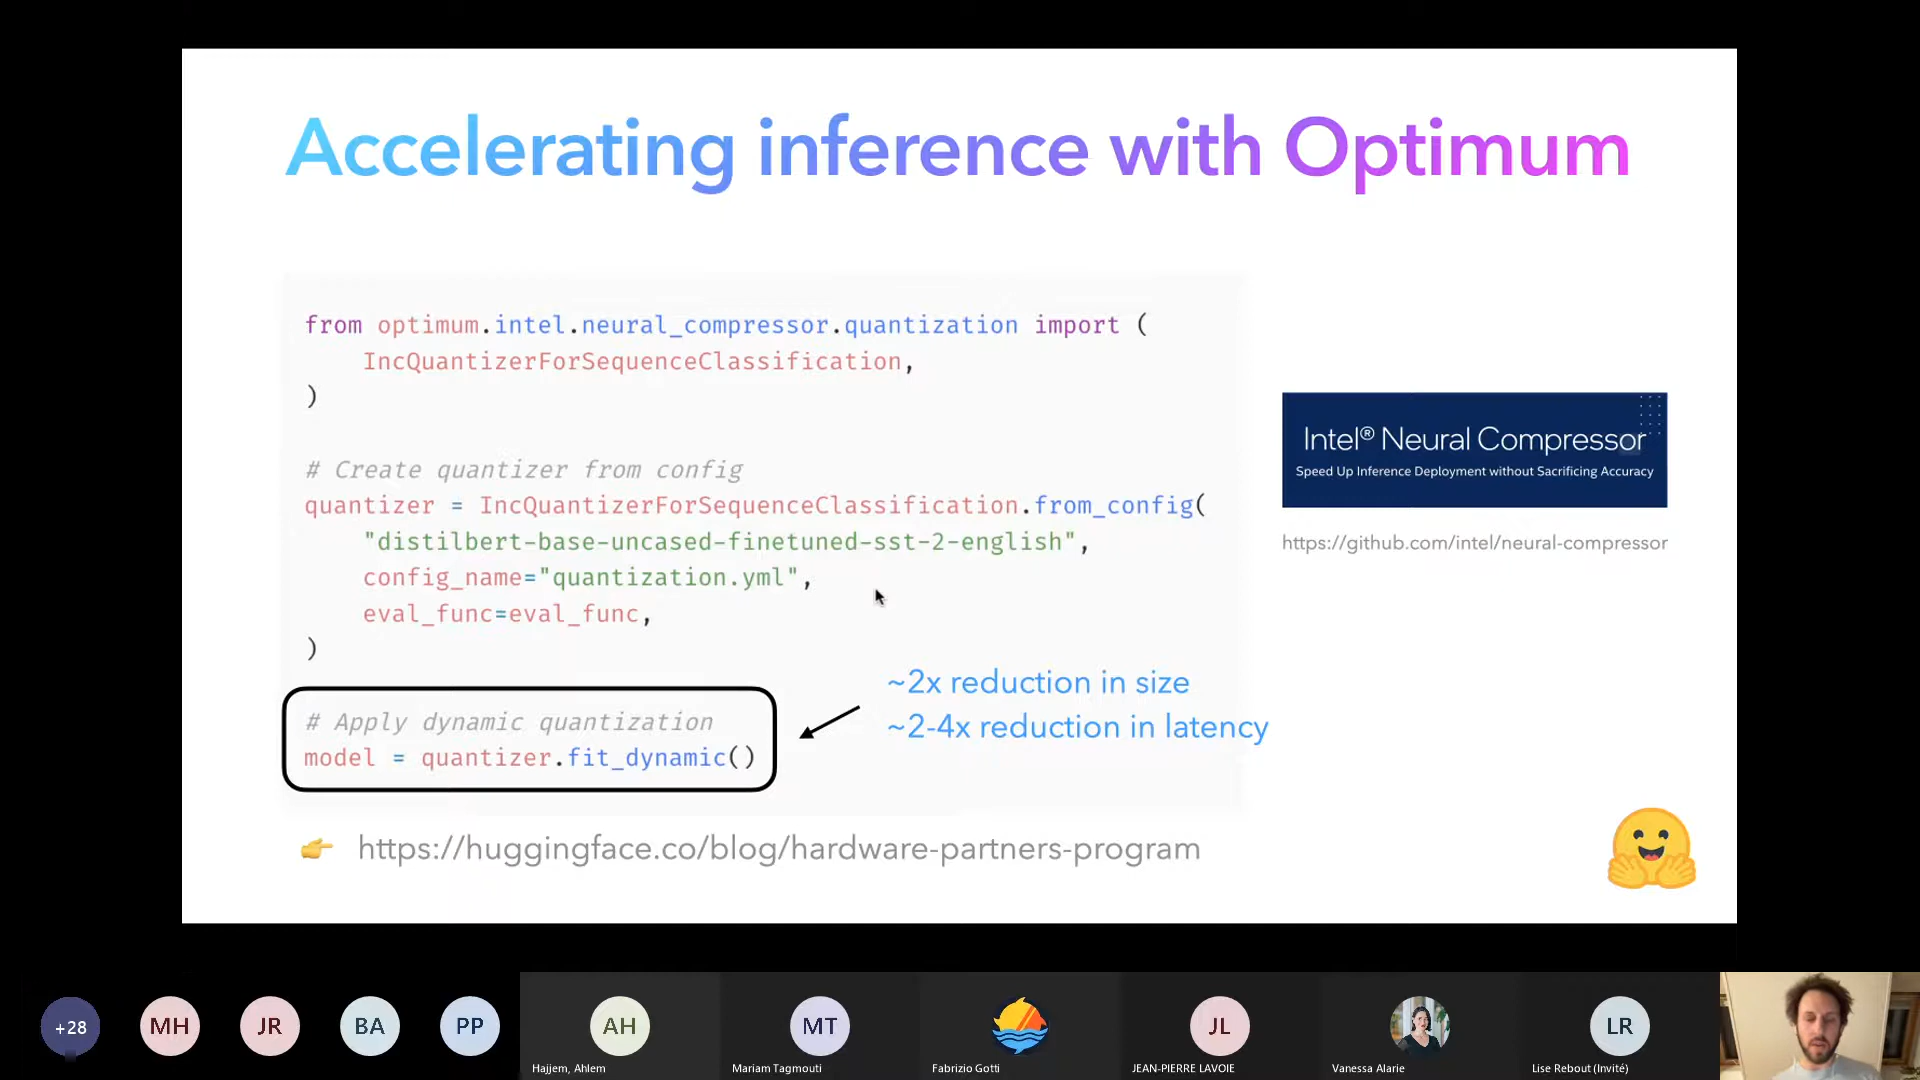 Accelerating inference with Optimum
from optimum.intel.neural_compressor.quantization import (
    IncQuantizerForSequenceClassification,
)
# Create quantizer from config
quantizer = IncQuantizerForSequenceClassification.from_config(
    "distilbert-base-uncased-finetuned-sst-2-english",
    config_name="quantization.yml",
    eval_func=eval_func,
)
# Apply dynamic quantization
model = quantizer.fit_dynamic()
~2x reduction in size
~2-4x reduction in latency
Intel® Neural Compressor
Speed Up Inference Deployment without Sacrificing Accuracy
https://github.com/intel/neural-compressor
👉 https://huggingface.co/blog/hardware-partners-program
+28
MH
JR
BA
PP
AH
Hajjem, Ahlem
MT
Mariam Tagmouti
Fabrizio Gotti
JL
JEAN-PIERRE LAVOIE
Vanessa Alarie
LR
Lise Rebout (Invité)